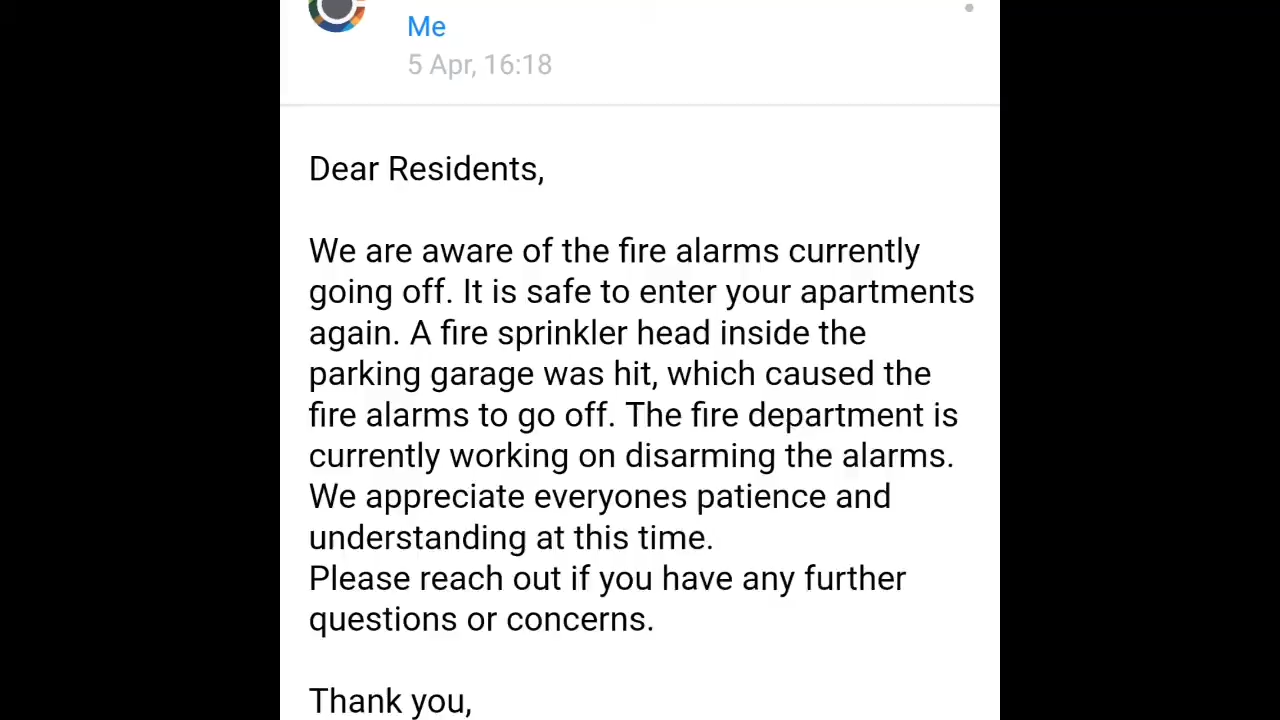 Me
5 Apr, 16:18
Dear Residents,
We are aware of the fire alarms currently
going off. It is safe to enter your apartments
again. A fire sprinkler head inside the
parking garage was hit, which caused the
fire alarms to go off. The fire department is
currently working on disarming the alarms.
We appreciate everyones patience and
understanding at this time.
Please reach out if you have any further
questions or concerns.
Thank you,